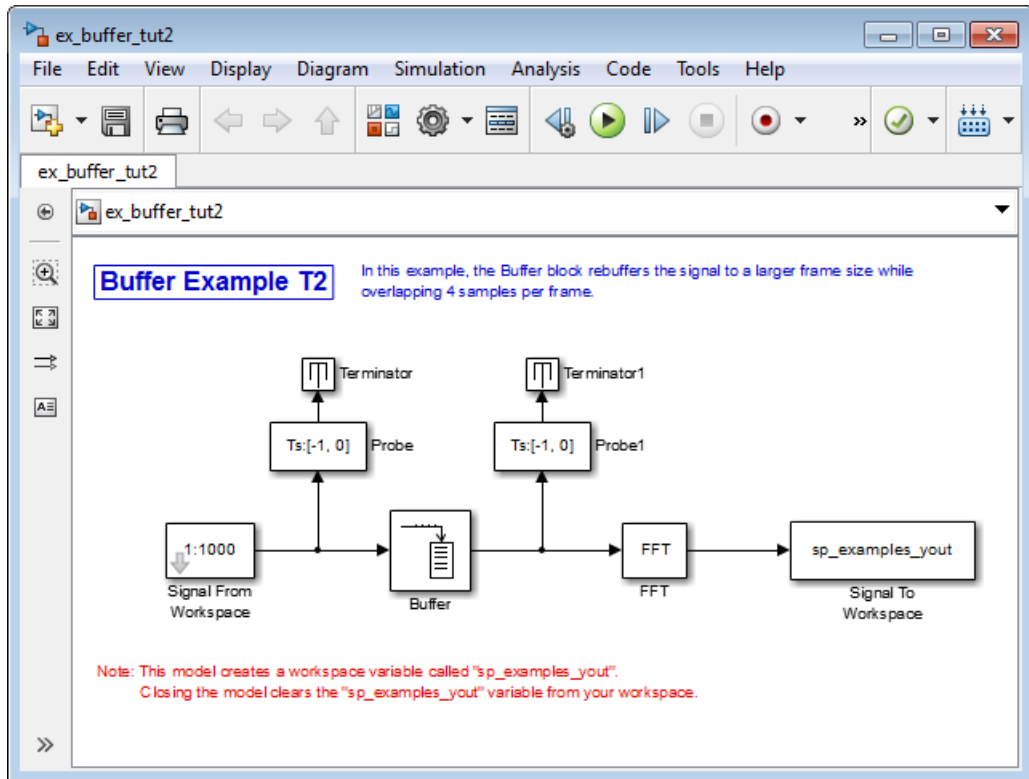 ex_buffer_tut2
File Edit View Display Diagram Simulation Analysis Code Tools Help
»
ex_buffer_tut2
ex_buffer_tut2
Buffer Example T2
In this example, the Buffer block rebuffers the signal to a larger frame size while
overlapping 4 samples per frame.
Terminator
Terminator1
Ts:[-1, 0]
Probe
Ts:[-1, 0]
Probe1
1:1000
FFT
sp_examples_yout
Signal From
Workspace
Buffer
FFT
Signal To
Workspace
Note: This model creates a workspace variable called "sp_examples_yout".
Closing the model clears the "sp_examples_yout" variable from your workspace.
A
»